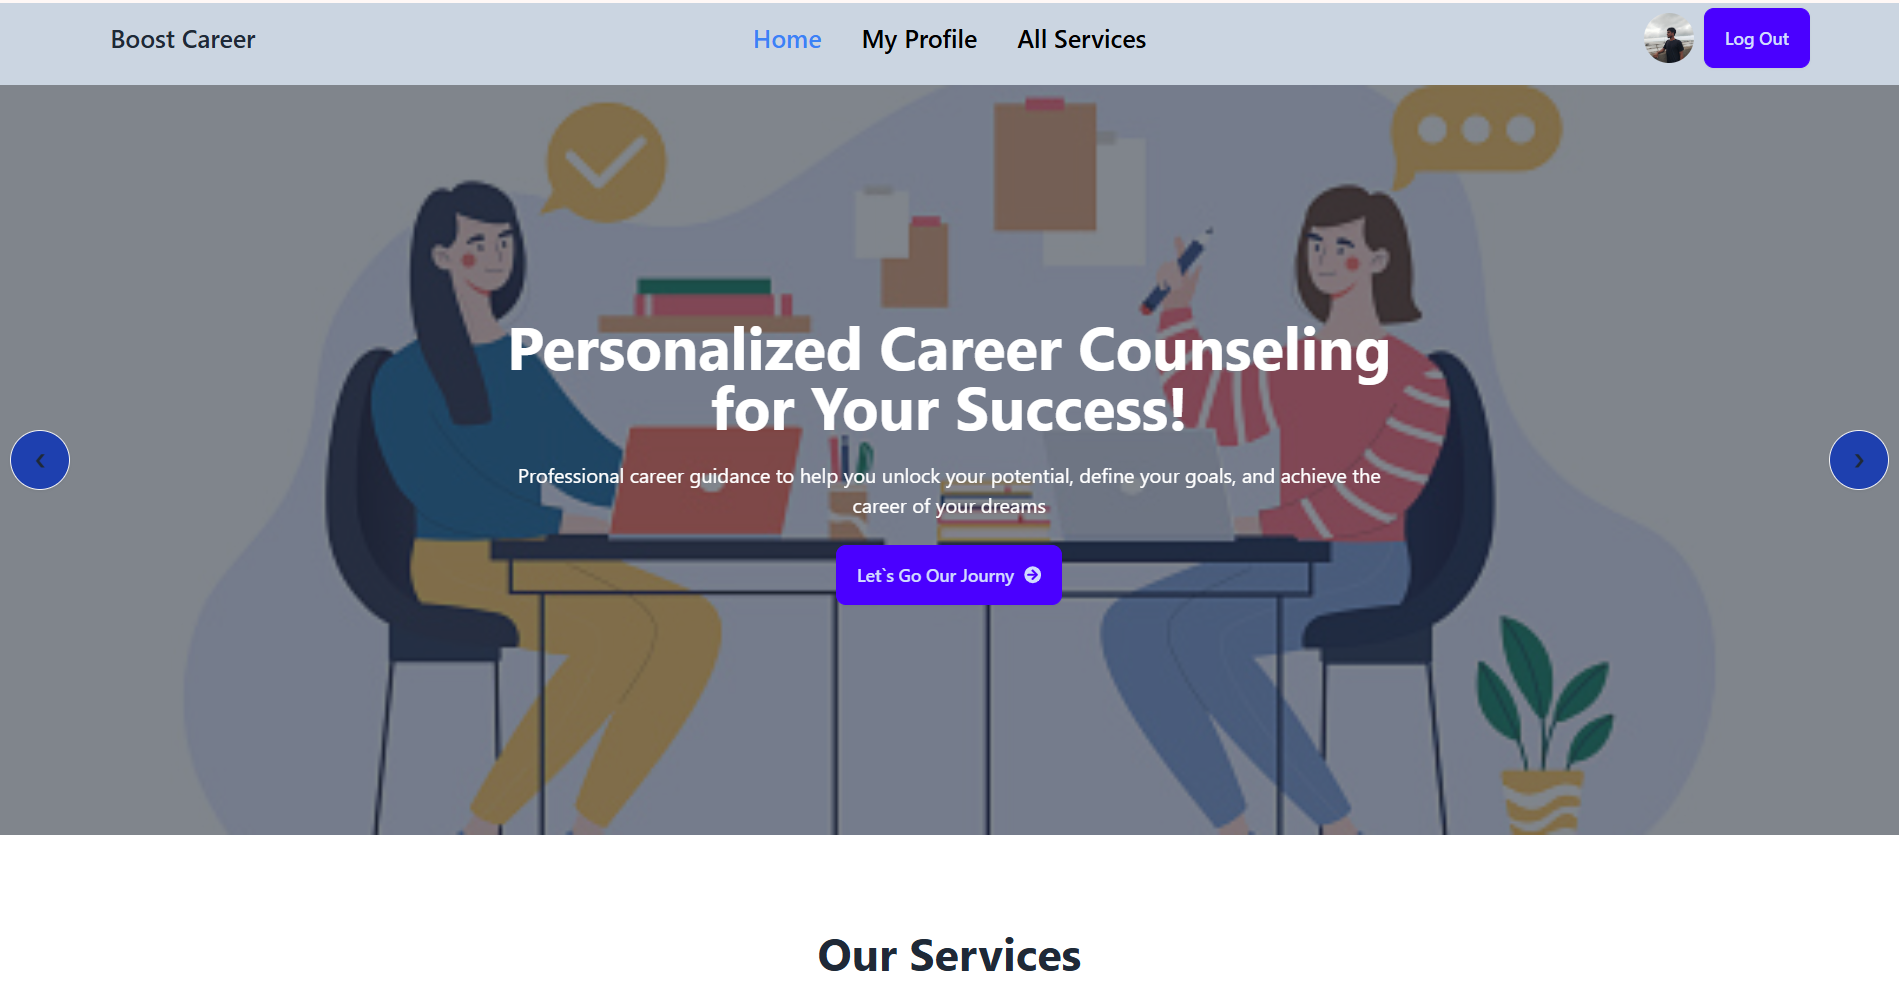 Boost Career
Home
My Profile
All Services
Log Out
Personalized Career Counseling
for Your Success!
Professional career guidance to help you unlock your potential, define your goals, and achieve the
career of your dreams
Let`s Go Our Journy
Our Services